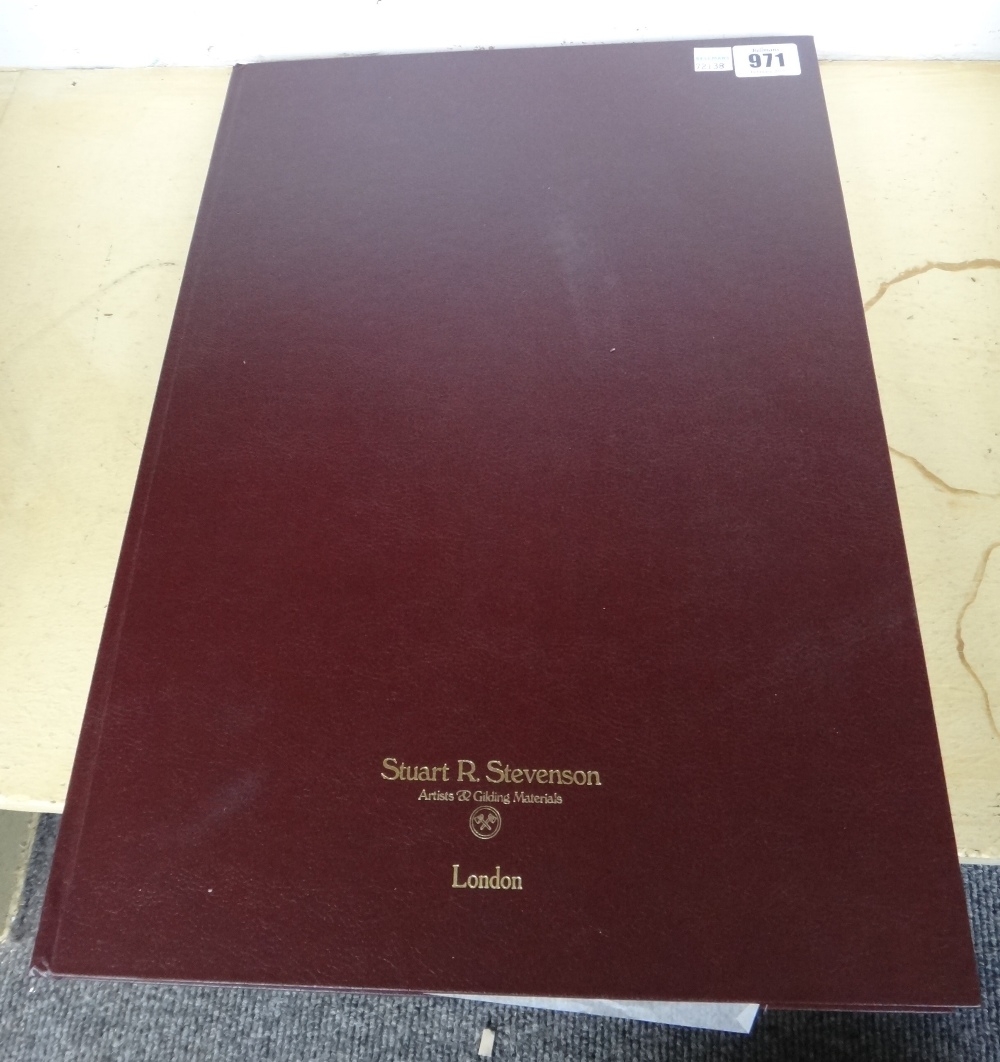 971
Stuart R. Stevenson
Artists & Gilding Materials
London